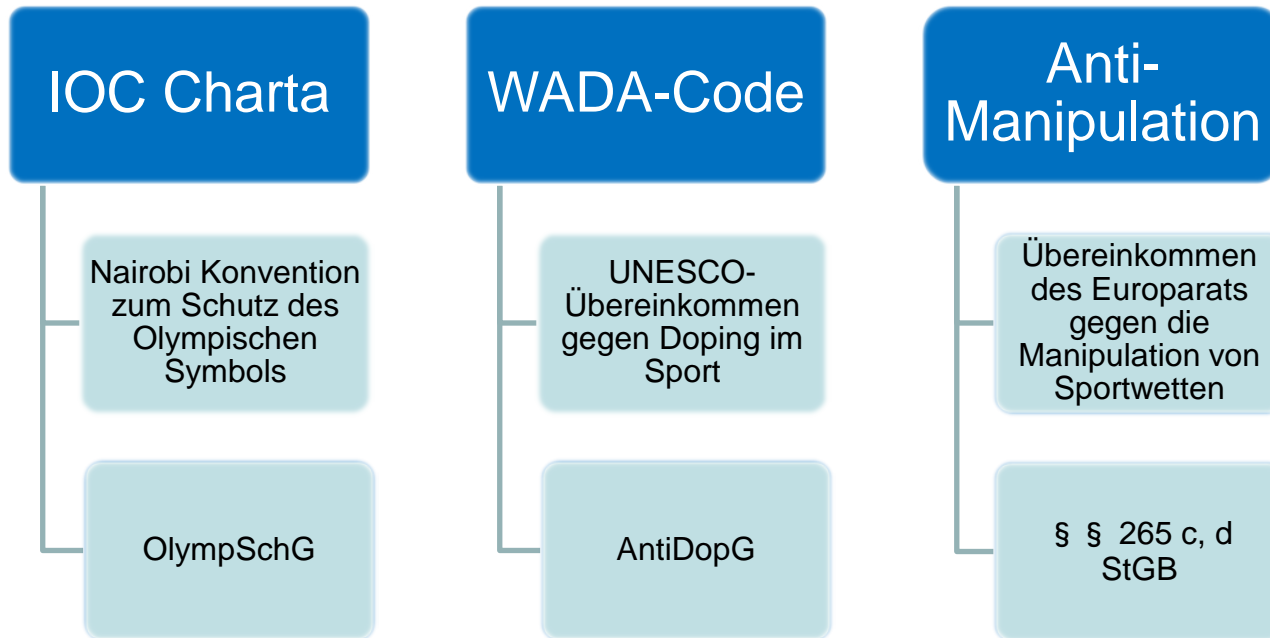 IOC Charta
Nairobi Konvention
zum Schutz des
Olympischen
Symbols
OlympSchG
WADA-Code
UNESCO-
Übereinkommen
gegen Doping im
Sport
AntiDopG
Anti-
Manipulation
Übereinkommen
des Europarats
gegen die
Manipulation von
Sportwetten
§ § 265 c, d
StGB